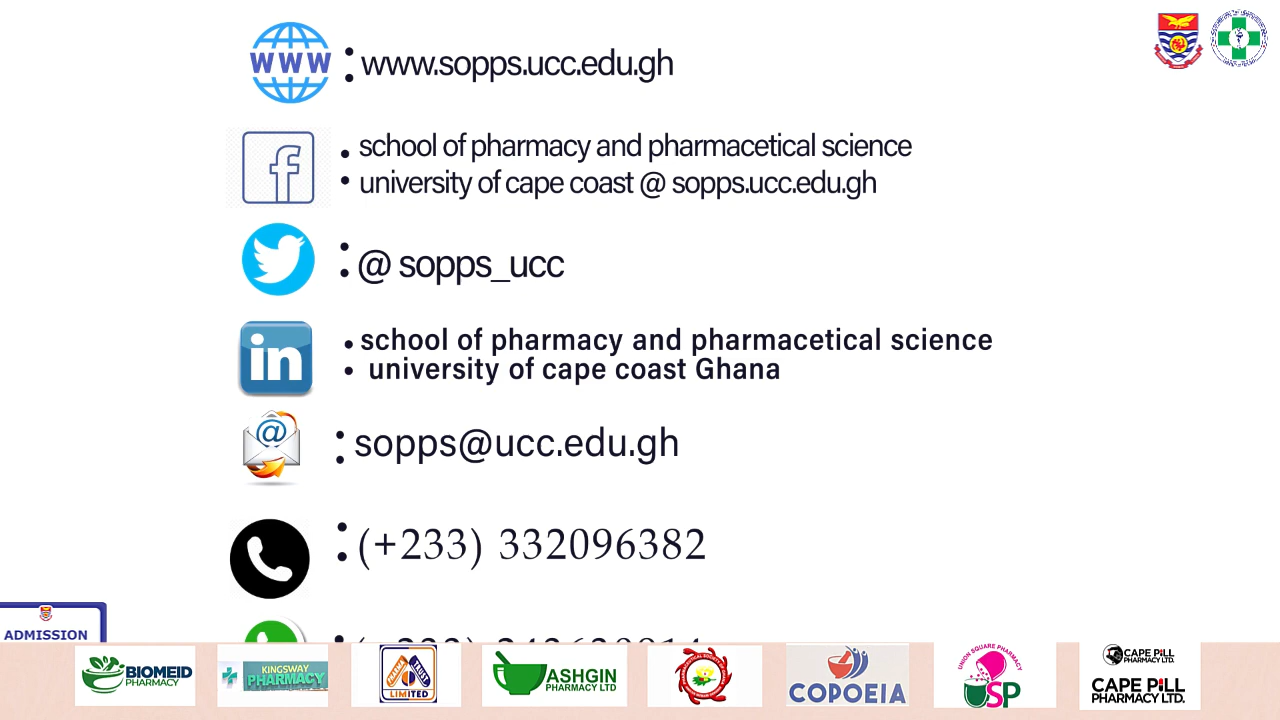 WWW
www.sopps.ucc.edu.gh
school of pharmacy and pharmacetical science
university of cape coast @ sopps.ucc.edu.gh
@ sopps_ucc
in
school of pharmacy and pharmacetical science
university of cape coast Ghana
@
sopps@ucc.edu.gh
(+233) 332096382
ADMISSION
BIOMEID
PHARMACY
KINGSWAY
PHARMACY
LIMITED
ASHGIN
PHARMACY LTD
COPOEIA
UNION SQUARE PHARMACY
USP
CAPE PILL
PHARMACY LTD.
CAPE PILL
PHARMACY LTD.